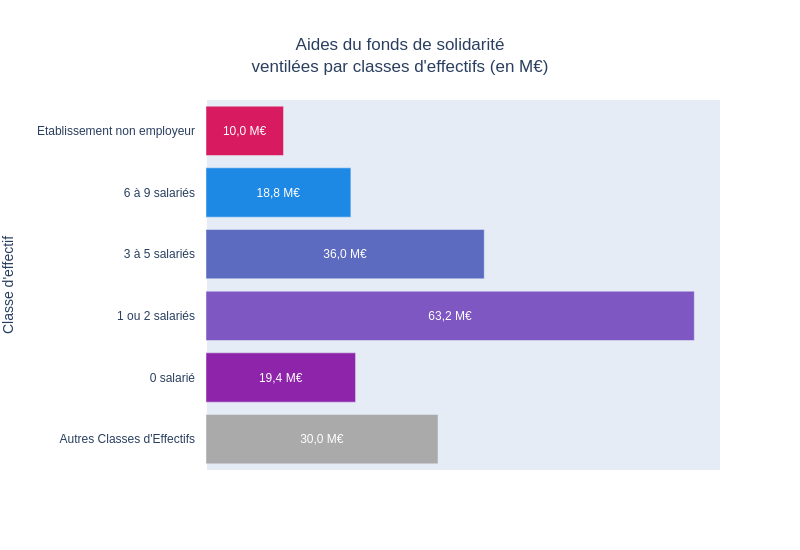 Aides du fonds de solidarité
ventilées par classes d'effectifs (en M€)
Classe d'effectif
Etablissement non employeur
10,0 M€
6 à 9 salariés
18,8 M€
3 à 5 salariés
36,0 M€
1 ou 2 salariés
63,2 M€
0 salarié
19,4 M€
Autres Classes d'Effectifs
30,0 M€